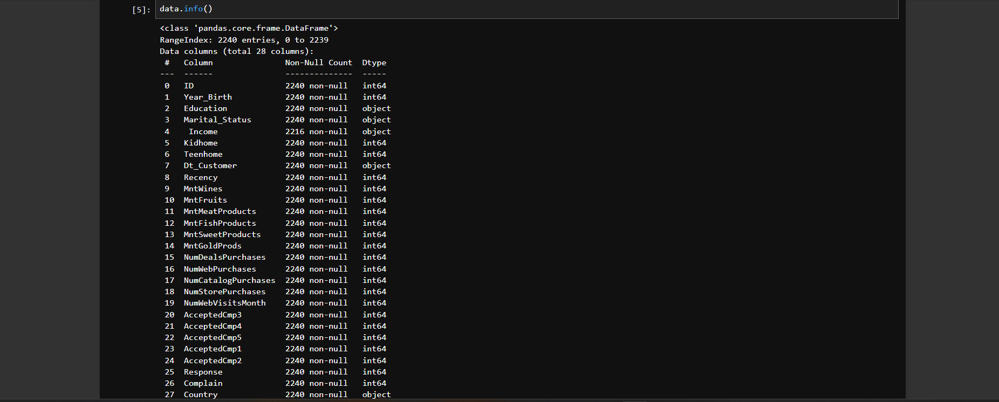 [5]: data.info()
<class 'pandas.core.frame.DataFrame'>
RangeIndex: 2240 entries, 0 to 2239
Data columns (total 28 columns):
 #   Column               Non-Null Count  Dtype
---  ------               --------------  -----
 0   ID                   2240 non-null   int64
 1   Year_Birth           2240 non-null   int64
 2   Education            2240 non-null   object
 3   Marital_Status       2240 non-null   object
 4    Income              2216 non-null   object
 5   Kidhome              2240 non-null   int64
 6   Teenhome             2240 non-null   int64
 7   Dt_Customer          2240 non-null   object
 8   Recency              2240 non-null   int64
 9   MntWines             2240 non-null   int64
 10  MntFruits            2240 non-null   int64
 11  MntMeatProducts      2240 non-null   int64
 12  MntFishProducts      2240 non-null   int64
 13  MntSweetProducts     2240 non-null   int64
 14  MntGoldProds         2240 non-null   int64
 15  NumDealsPurchases    2240 non-null   int64
 16  NumWebPurchases      2240 non-null   int64
 17  NumCatalogPurchases  2240 non-null   int64
 18  NumStorePurchases    2240 non-null   int64
 19  NumWebVisitsMonth    2240 non-null   int64
 20  AcceptedCmp3         2240 non-null   int64
 21  AcceptedCmp4         2240 non-null   int64
 22  AcceptedCmp5         2240 non-null   int64
 23  AcceptedCmp1         2240 non-null   int64
 24  AcceptedCmp2         2240 non-null   int64
 25  Response             2240 non-null   int64
 26  Complain             2240 non-null   int64
 27  Country              2240 non-null   object